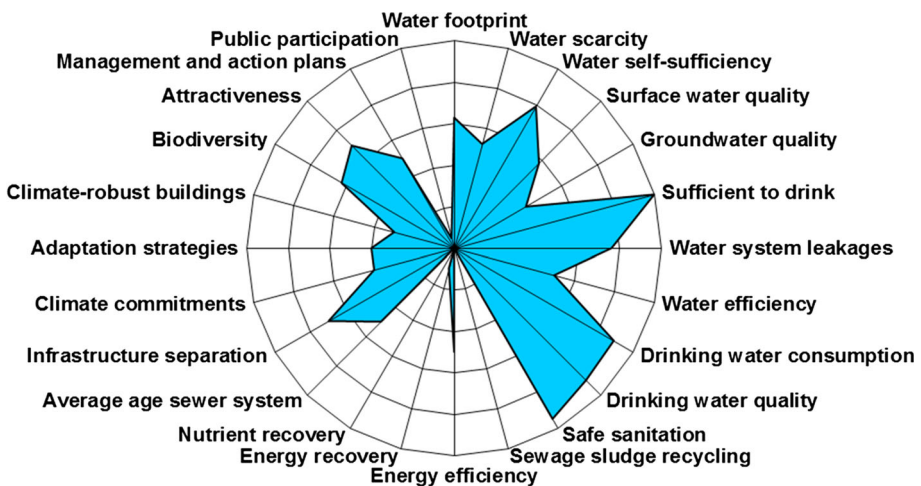 Water footprint
Public participation
Water scarcity
Management and action plans
Water self-sufficiency
Attractiveness
Surface water quality
Biodiversity
Groundwater quality
Climate-robust buildings
Sufficient to drink
Adaptation strategies
Water system leakages
Climate commitments
Water efficiency
Infrastructure separation
Drinking water consumption
Average age sewer system
Drinking water quality
Nutrient recovery
Safe sanitation
Energy recovery
Sewage sludge recycling
Energy efficiency